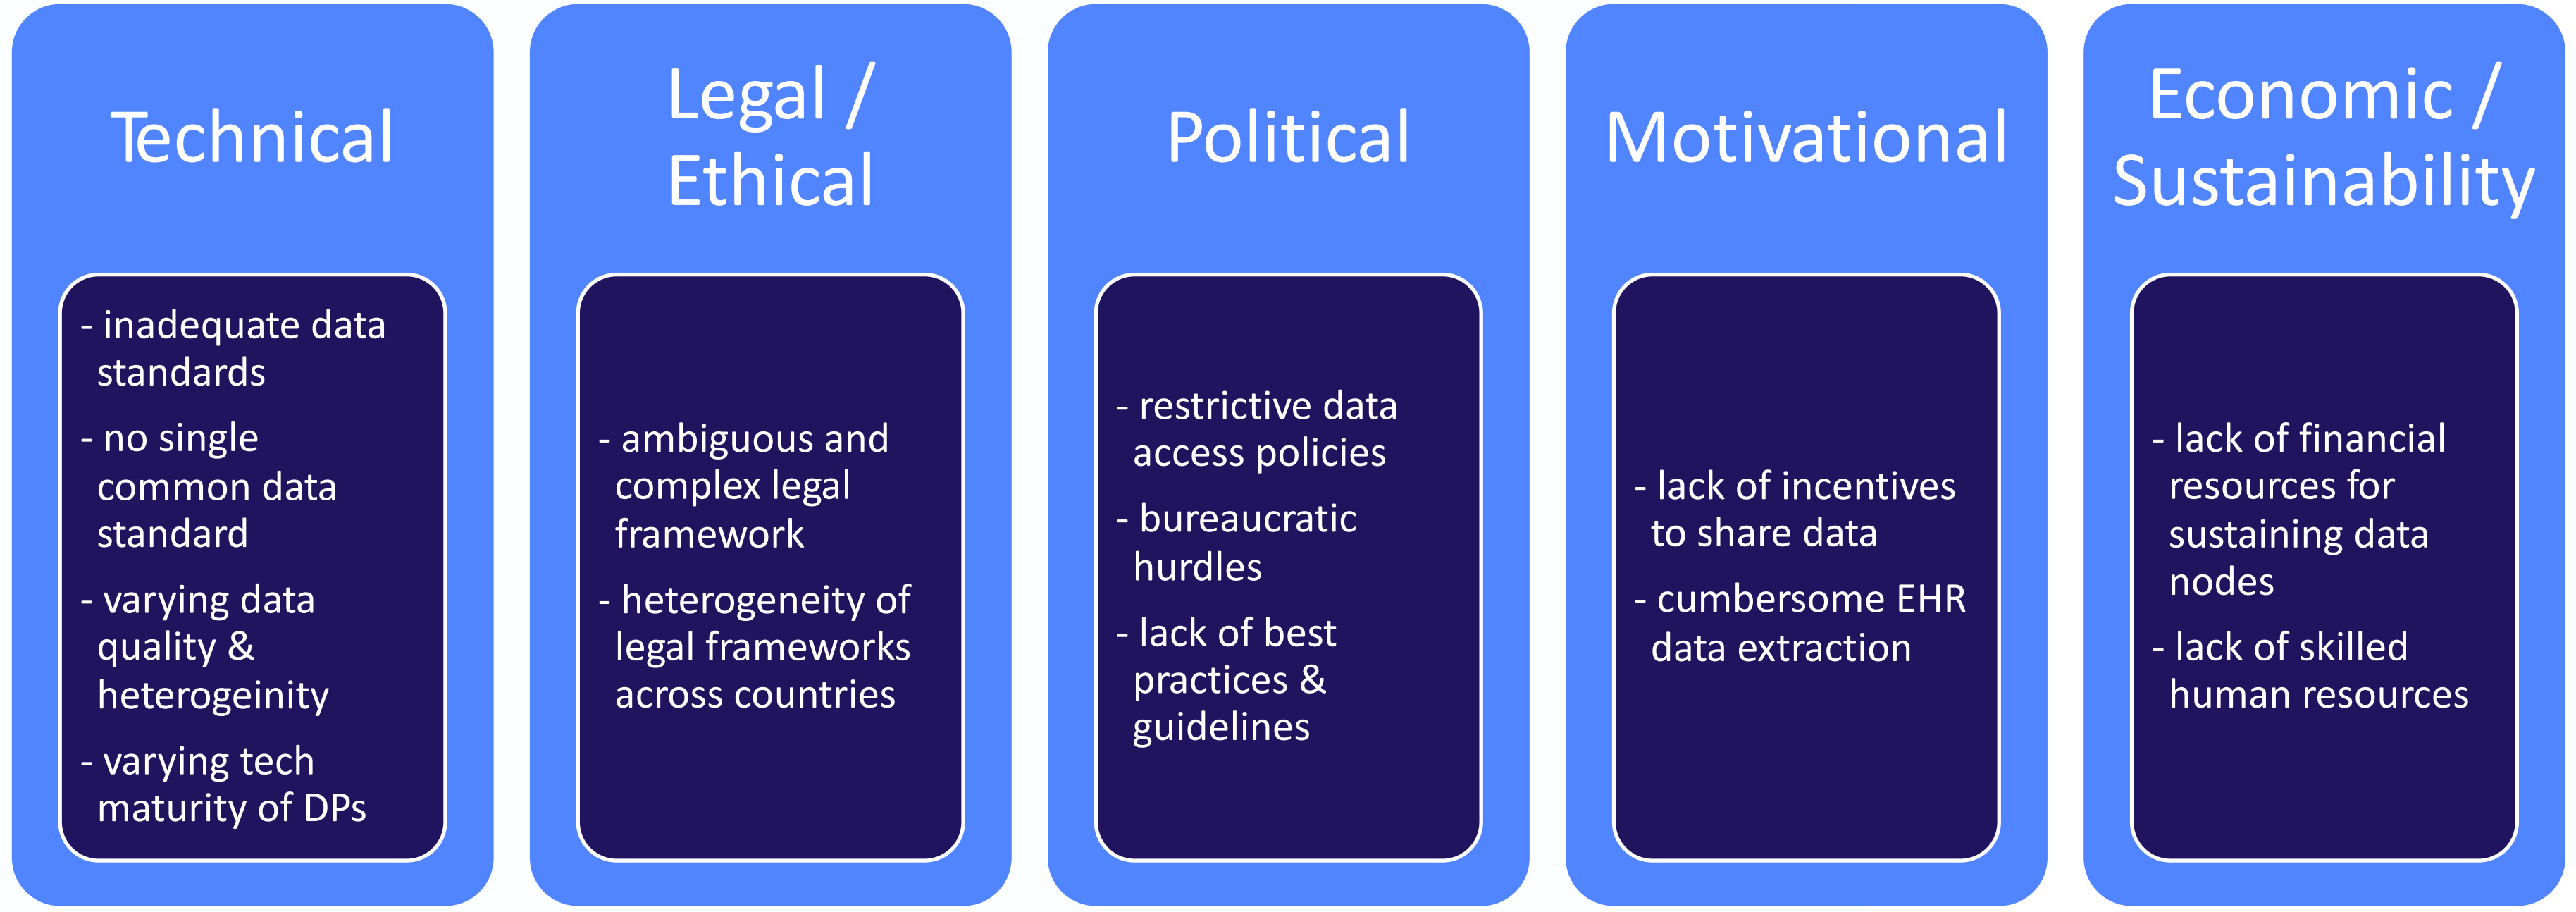 Technical
- inadequate data
standards
- no single
common data
standard
- varying data
quality &
heterogeinity
- varying tech
maturity of DPs
Legal /
Ethical
- ambiguous and
complex legal
framework
- heterogeneity of
legal frameworks
across countries
Political
- restrictive data
access policies
- bureaucratic
hurdles
- lack of best
practices &
guidelines
Motivational
- lack of incentives
to share data
- cumbersome EHR
data extraction
Economic /
Sustainability
- lack of financial
resources for
sustaining data
nodes
- lack of skilled
human resources